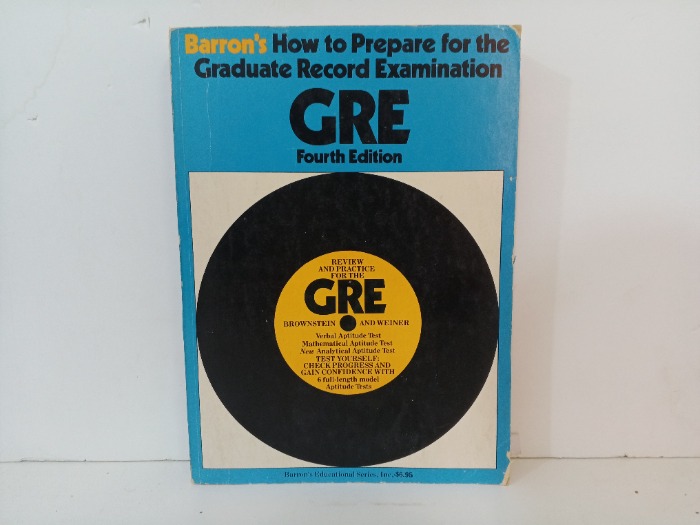 Barron's How to Prepare for the
Graduate Record Examination
GRE
Fourth Edition
REVIEW
AND PRACTICE
FOR THE
GRE
BROWNSTEIN AND WEINER
Verbal Aptitude Test
Mathematical Aptitude Test
New Analytical Aptitude Test
TEST YOURSELF:
CHECK PROGRESS AND
GAIN CONFIDENCE WITH
6 full-length model
Aptitude Tests
Barron's Educational Series, Inc. $6.95